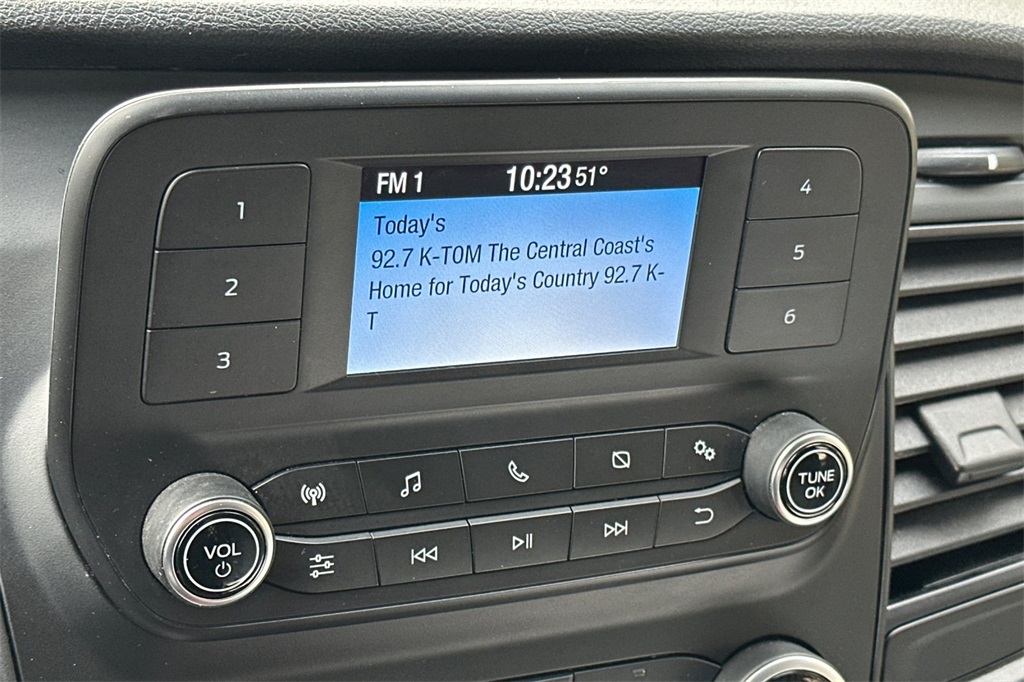 FM 1 10:23 51°
Today's
92.7 K-TOM The Central Coast's
Home for Today's Country 92.7 K-
T
1
2
3
4
5
6
VOL
TUNE
OK